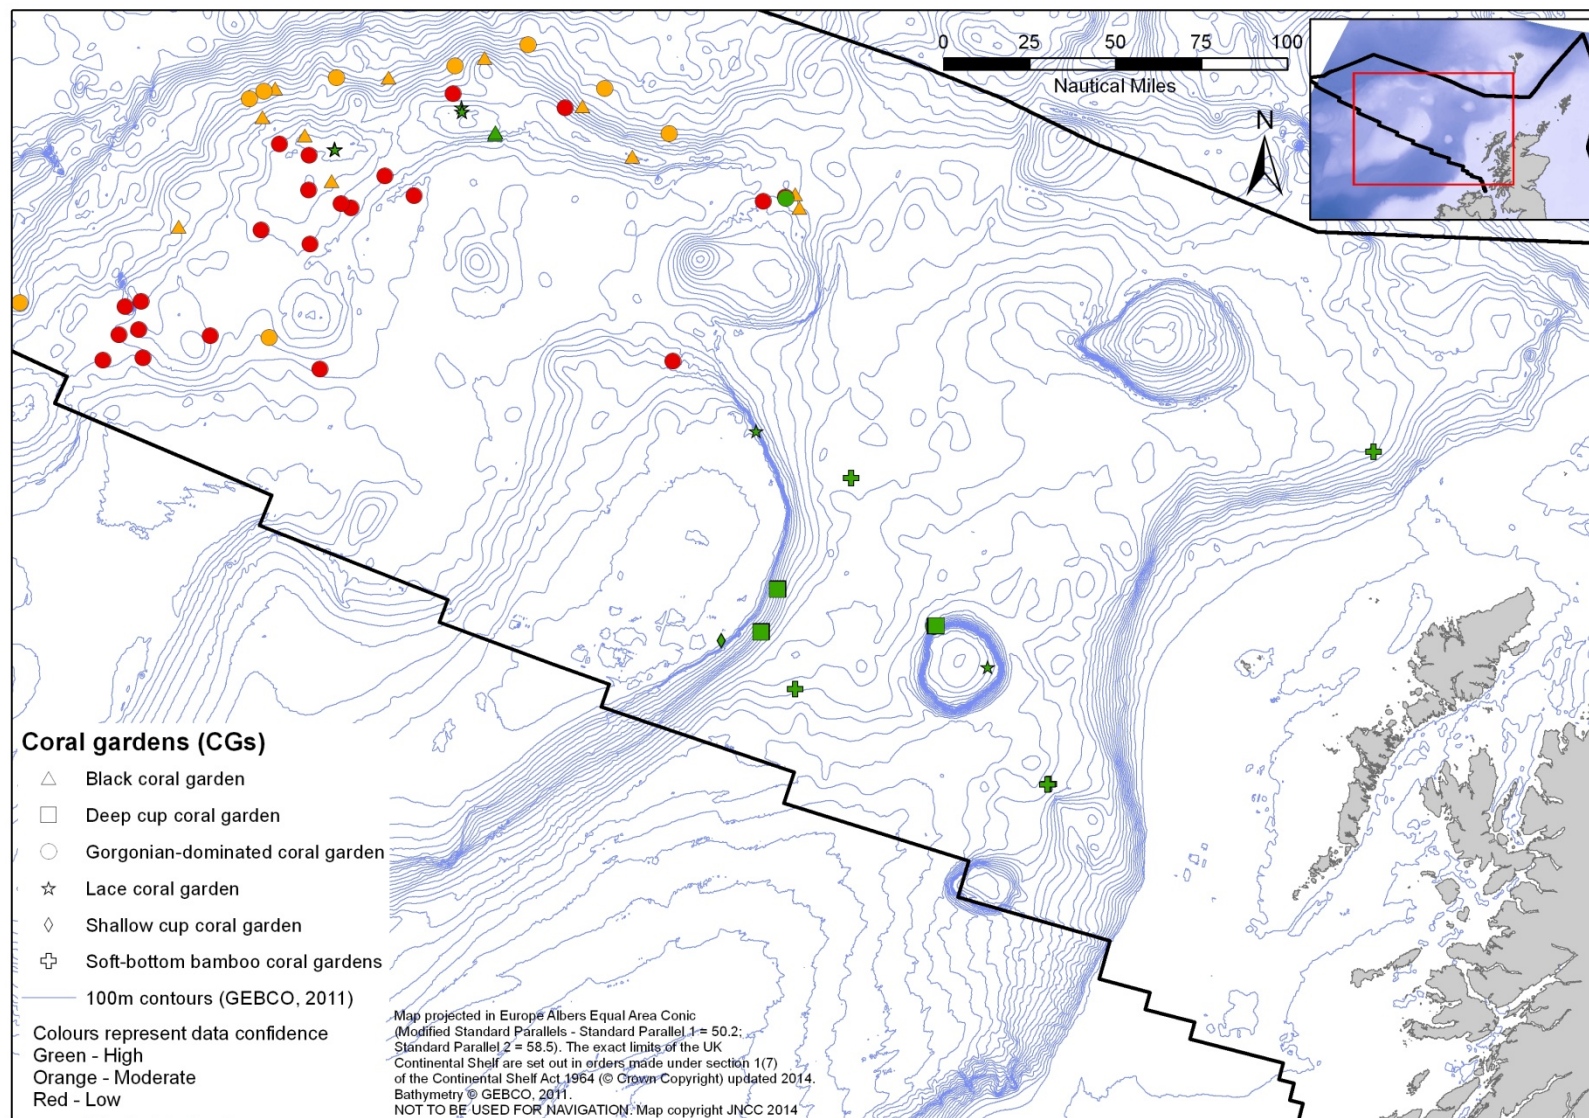 0 25 50 75 100
Nautical Miles
N
Coral gardens (CGs)
Black coral garden
Deep cup coral garden
Gorgonian-dominated coral garden
Lace coral garden
Shallow cup coral garden
Soft-bottom bamboo coral gardens
100m contours (GEBCO, 2011)
Colours represent data confidence
Green - High
Orange - Moderate
Red - Low
Map projected in Europe Albers Equal Area Conic
(Modified Standard Parallels - Standard Parallel 1 = 50.2;
Standard Parallel 2 = 58.5). The exact limits of the UK
Continental Shelf are set out in orders made under section 1(7)
of the Continental Shelf Act 1964 (© Crown Copyright) updated 2014.
Bathymetry © GEBCO, 2011.
NOT TO BE USED FOR NAVIGATION. Map copyright JNCC 2014